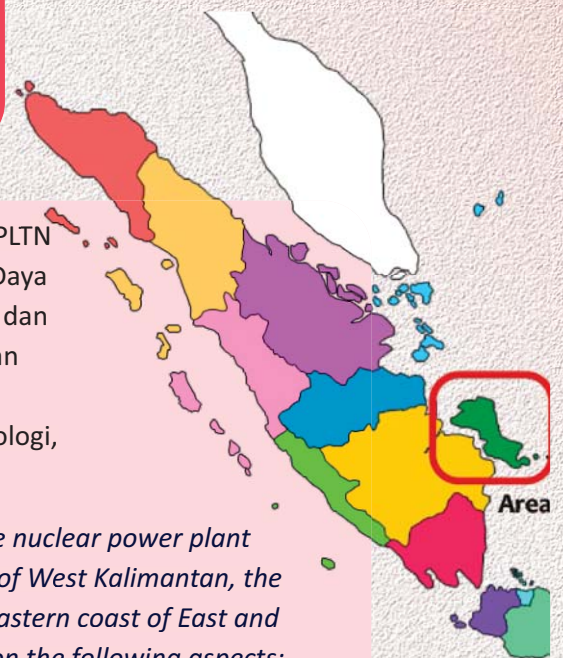 PLTN
Daya
dan
an
ologi,
Area
e nuclear power plant
of West Kalimantan, the
astern coast of East and
on the following aspects: